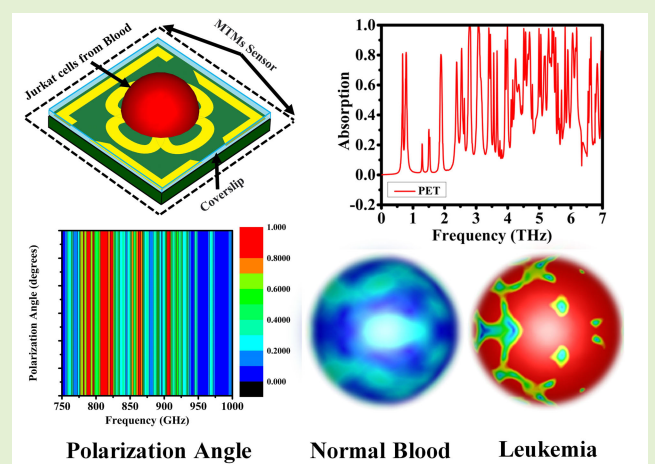 Jurkat cells from Blood
MTMs Sensor
Coverslip
Absorption
1.0
0.8
0.6
0.4
0.2
0.0
-0.2
PET
0 1 2 3 4 5 6 7
Frequency (THz)
Polarization Angle (degrees)
750 800 850 900 950 1000
Frequency (GHz)
1.000
0.8000
0.6000
0.4000
0.2000
0.000
Polarization Angle Normal Blood Leukemia